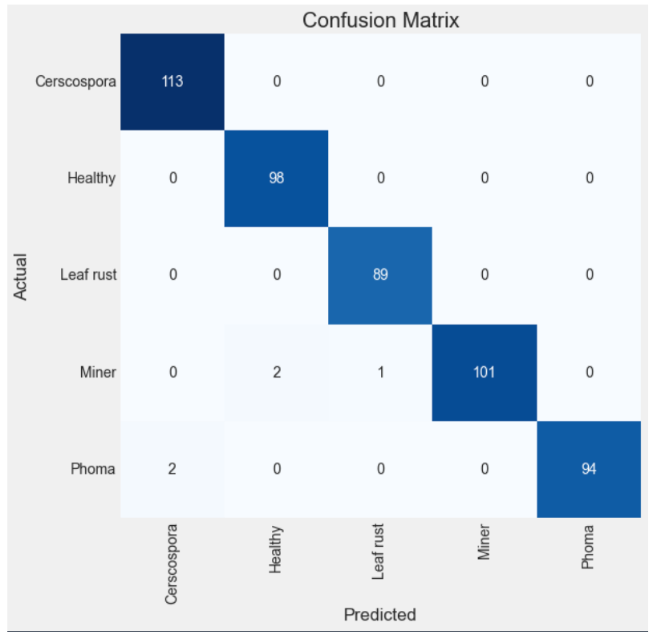 Confusion Matrix
Cerscospora 113 0 0 0 0
Healthy 0 98 0 0 0
Leaf rust 0 0 89 0 0
Miner 0 2 1 101 0
Phoma 2 0 0 0 94
Actual
Cerscospora Healthy Leaf rust Miner Phoma
Predicted